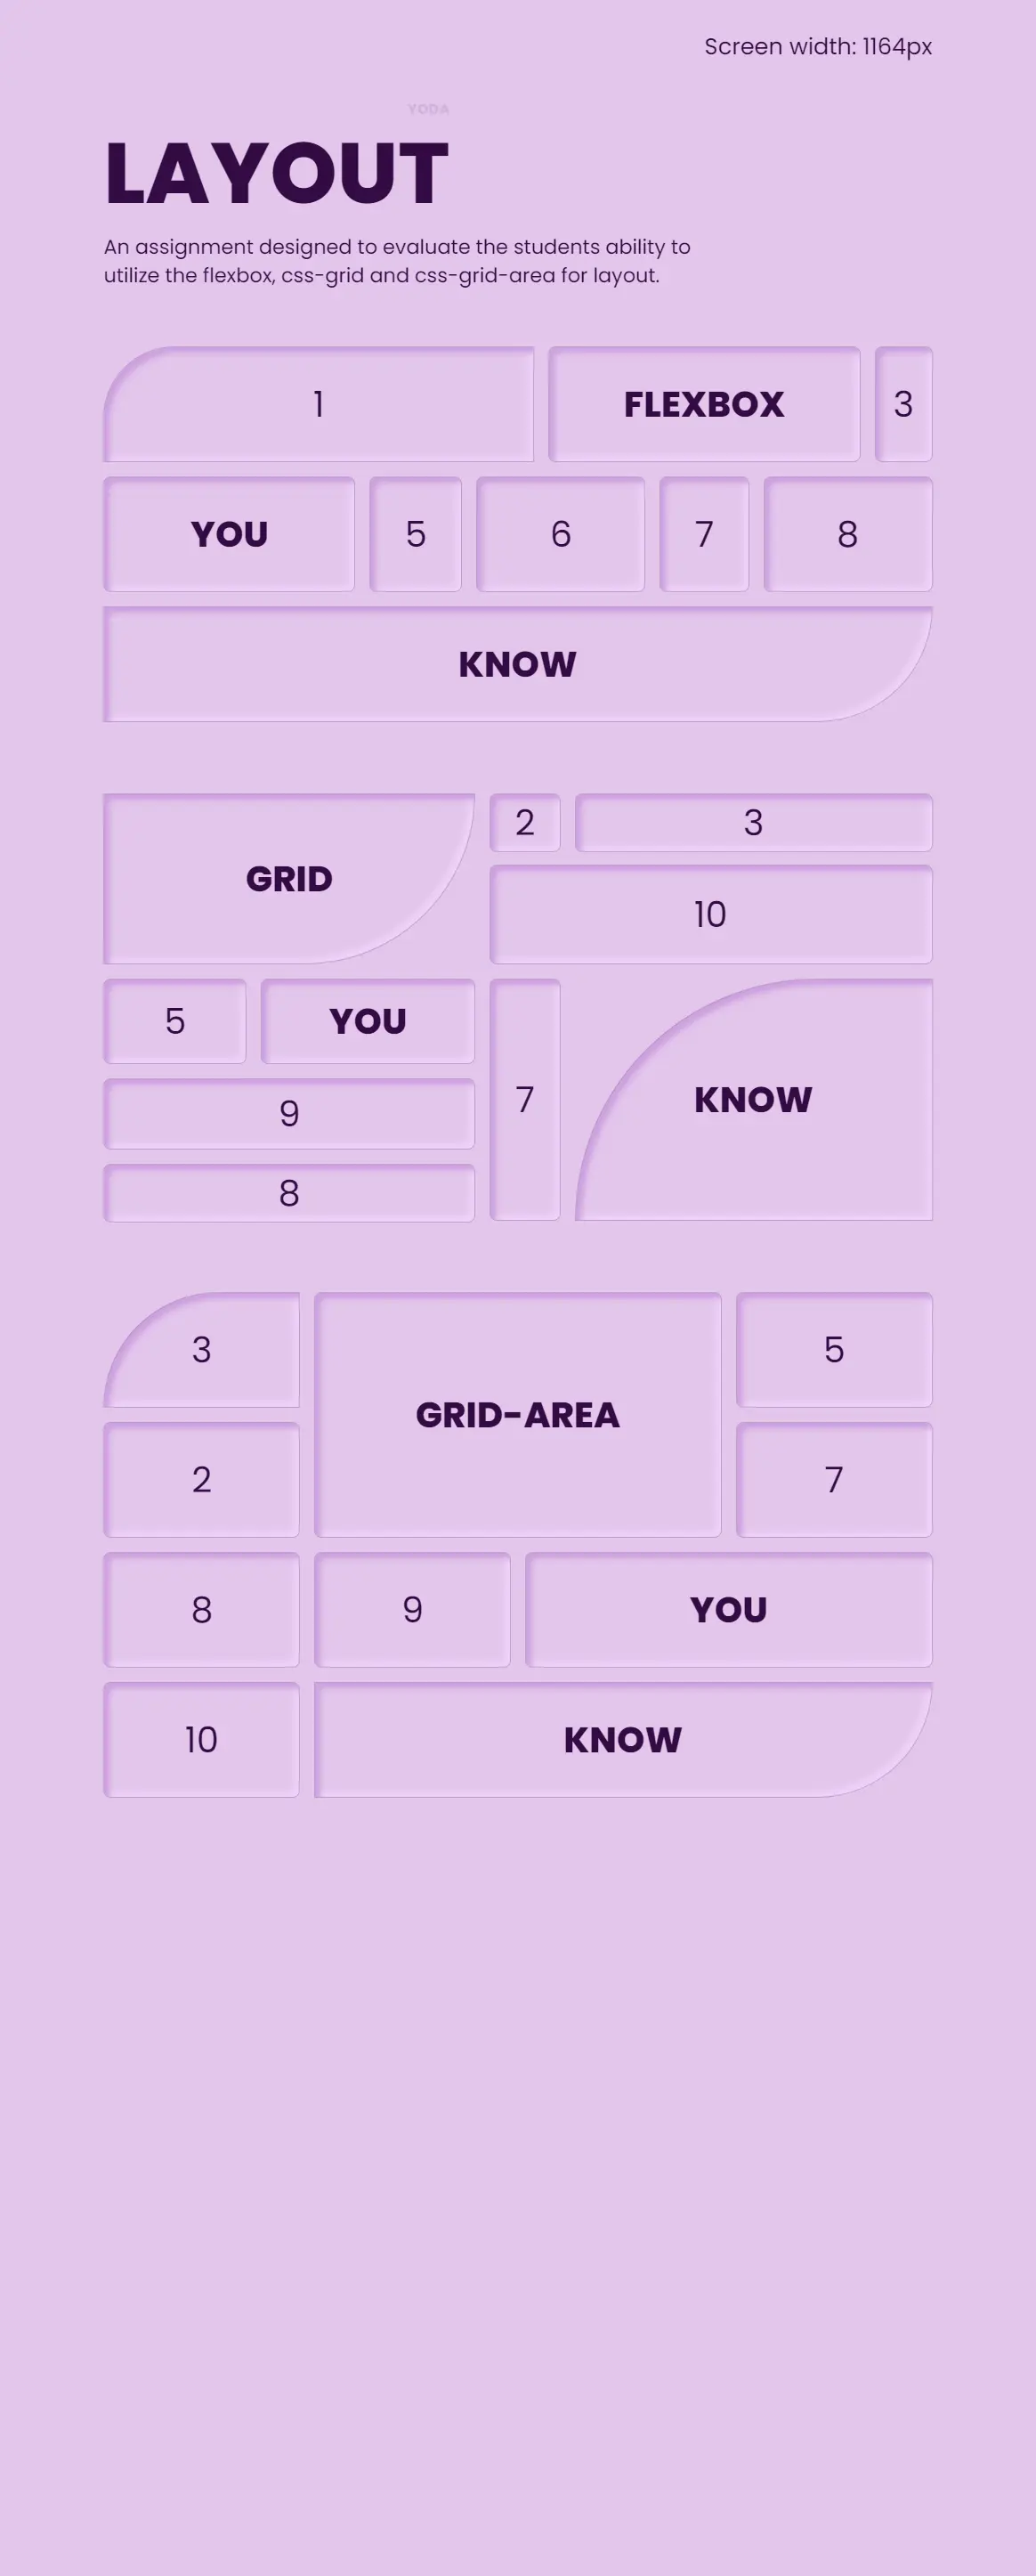 Screen width: 1164px
YODA
LAYOUT
An assignment designed to evaluate the students ability to
utilize the flexbox, css-grid and css-grid-area for layout.
1
FLEXBOX
3
YOU
5
6
7
8
KNOW
GRID
2
3
10
5
YOU
7
KNOW
9
8
3
GRID-AREA
5
2
7
8
9
YOU
10
KNOW